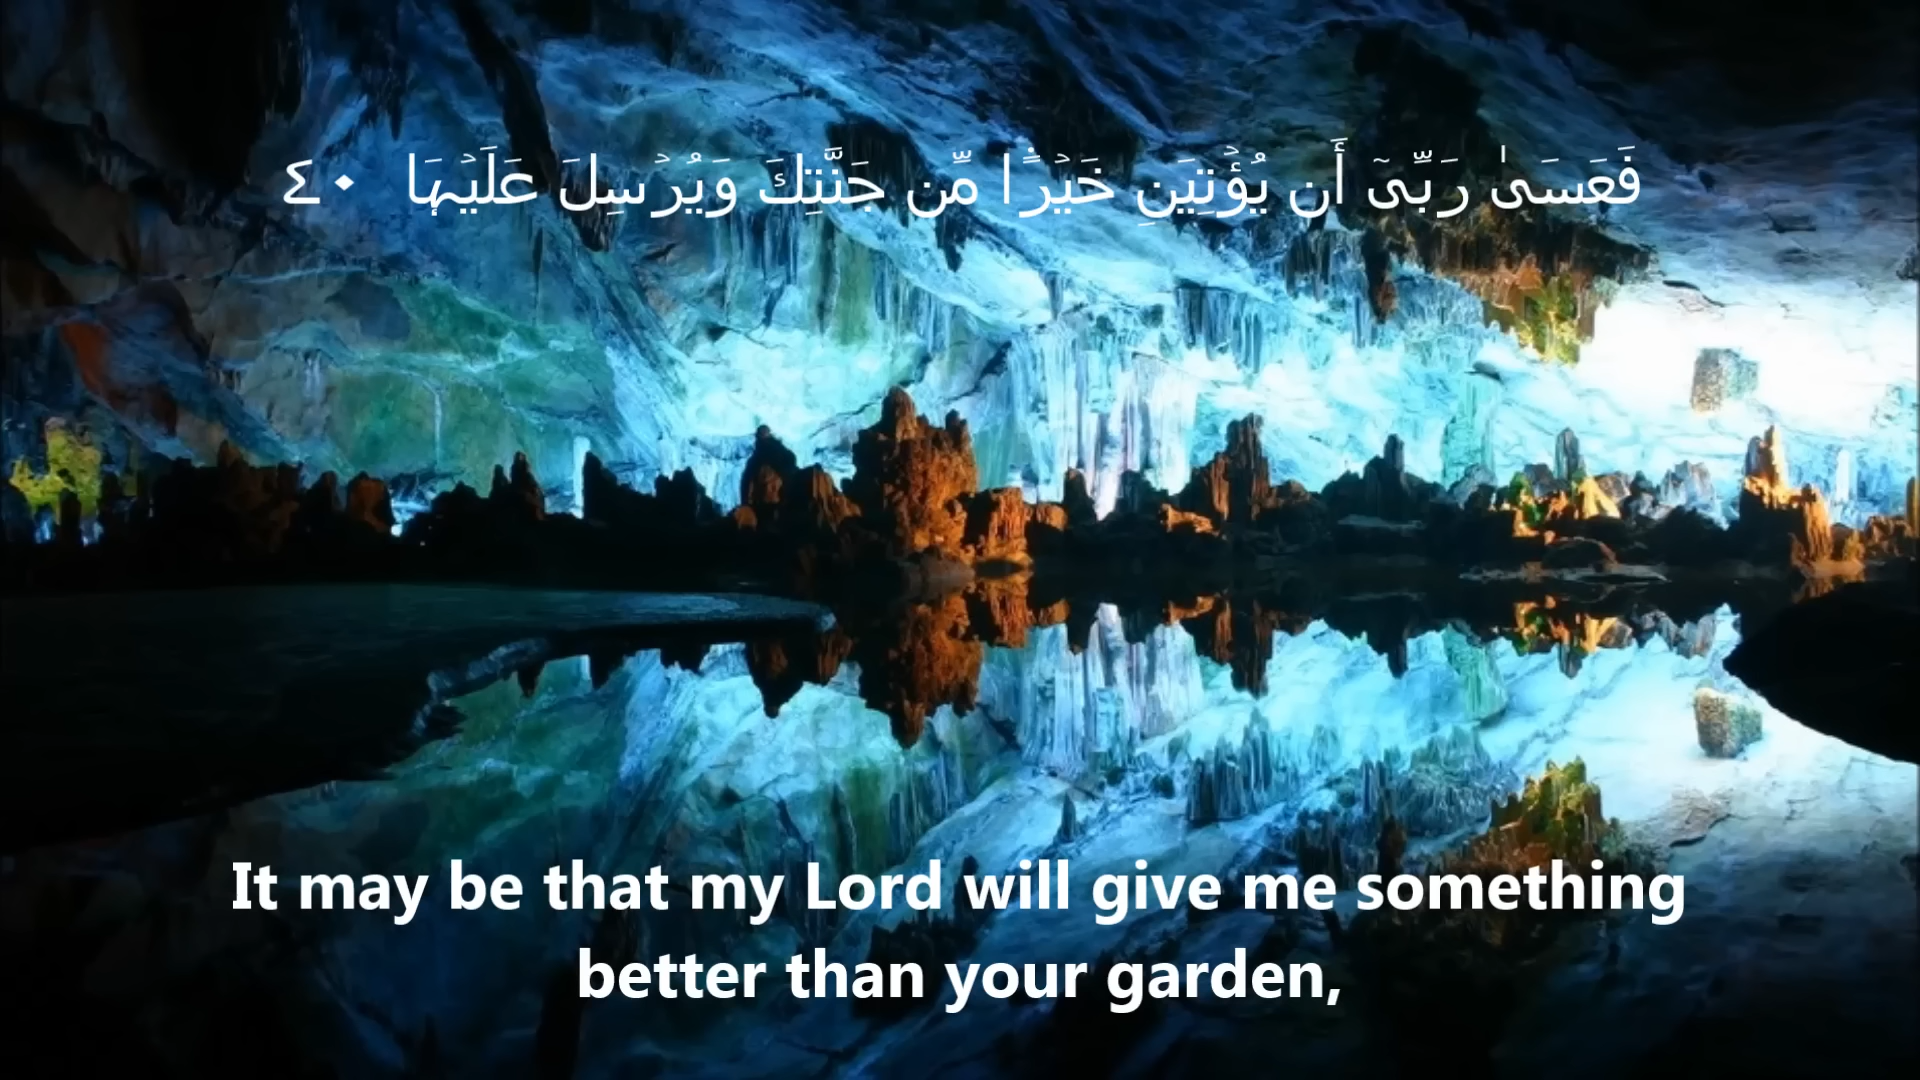 فَعَسَىٰ رَبِّىٓ أَن يُؤْتِيَنِ خَيْرًا مِّن جَنَّتِكَ وَيُرْسِلَ عَلَيْهَا ٤٠
It may be that my Lord will give me something
better than your garden,